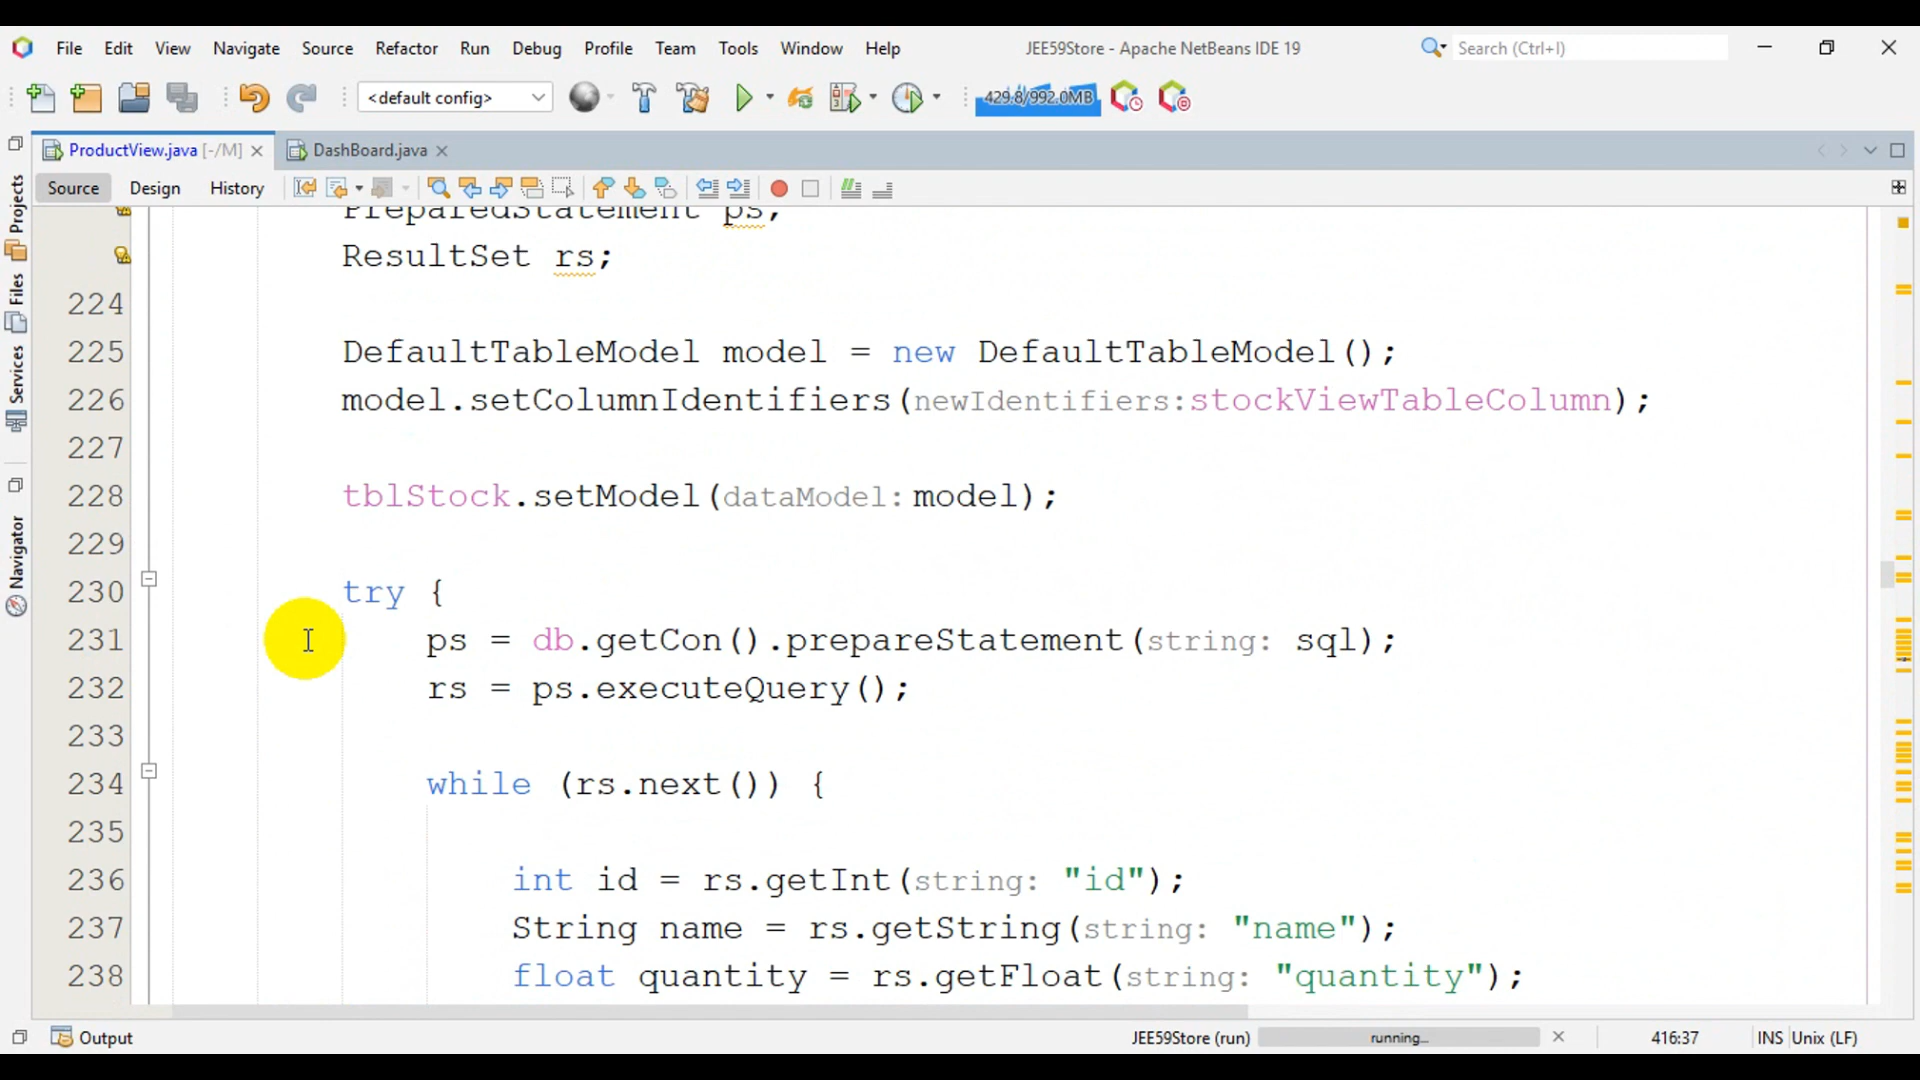 File Edit View Navigate Source Refactor Run Debug Profile Team Tools Window Help JEE59Store - Apache NetBeans IDE 19 Search (Ctrl+I)
<default config> 429.8/992.0MB
ProductView.java [-/M] DashBoard.java
Source Design History
Projects
Files
Services
Navigator
PreparedStatement ps;
ResultSet rs;
224
225 DefaultTableModel model = new DefaultTableModel();
226 model.setColumnIdentifiers(newIdentifiers:stockViewTableColumn);
227
228 tblStock.setModel(dataModel: model);
229
230 try {
231 ps = db.getCon().prepareStatement(string: sql);
232 rs = ps.executeQuery();
233
234 while (rs.next()) {
235
236 int id = rs.getInt(string: "id");
237 String name = rs.getString(string: "name");
238 float quantity = rs.getFloat(string: "quantity");
Output JEE59Store (run) running... 416:37 INS Unix (LF)